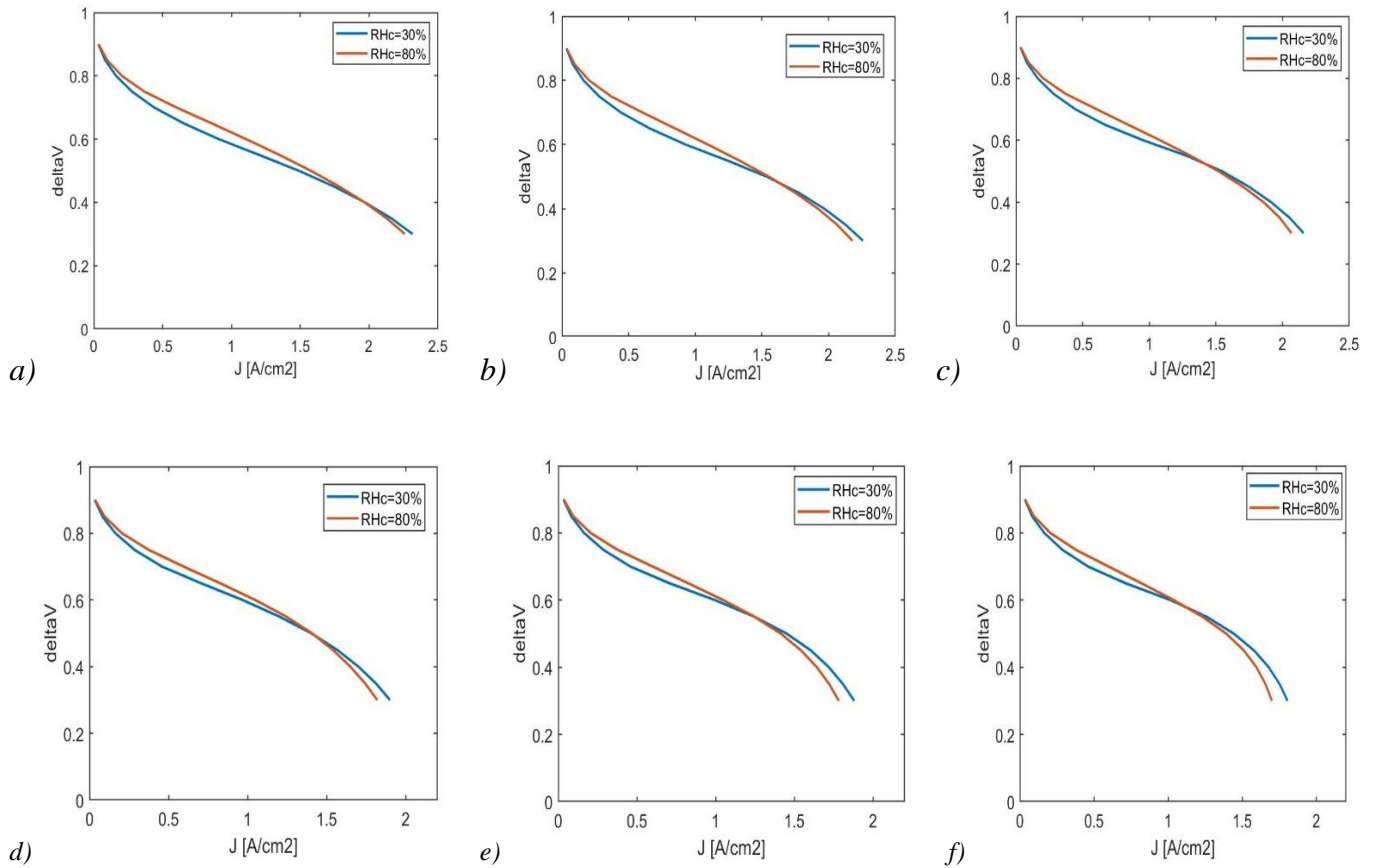 1
RHc=30%
RHc=80%
0.8
0.6
deltaV
0.4
0.2
0
0 0.5 1 1.5 2 2.5
J [A/cm2]
a)
1
RHc=30%
RHc=80%
0.8
0.6
deltaV
0.4
0.2
0
0 0.5 1 1.5 2 2.5
J [A/cm2]
b)
1
RHc=30%
RHc=80%
0.8
0.6
deltaV
0.4
0.2
0
0 0.5 1 1.5 2 2.5
J [A/cm2]
c)
1
RHc=30%
RHc=80%
0.8
0.6
deltaV
0.4
0.2
0
0 0.5 1 1.5 2
J [A/cm2]
d)
1
RHc=30%
RHc=80%
0.8
0.6
deltaV
0.4
0.2
0
0 0.5 1 1.5 2
J [A/cm2]
e)
1
RHc=30%
RHc=80%
0.8
0.6
deltaV
0.4
0.2
0
0 0.5 1 1.5 2
J [A/cm2]
f)